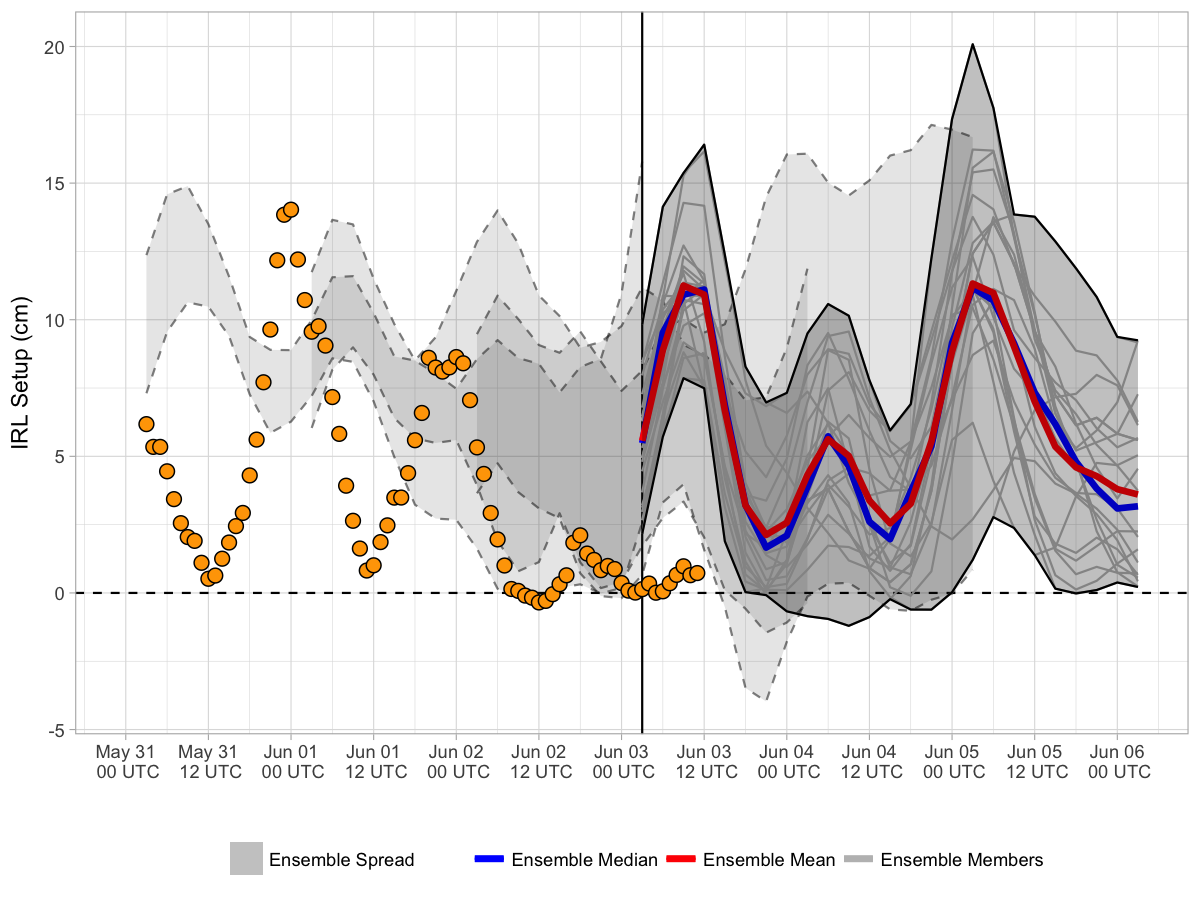 IRL Setup (cm)
20
15
10
5
0
-5
May 31 May 31 Jun 01 Jun 01 Jun 02 Jun 02 Jun 03 Jun 03 Jun 04 Jun 04 Jun 05 Jun 05 Jun 06
00 UTC 12 UTC 00 UTC 12 UTC 00 UTC 12 UTC 00 UTC 12 UTC 00 UTC 12 UTC 00 UTC 12 UTC 00 UTC
Ensemble Spread Ensemble Median Ensemble Mean Ensemble Members